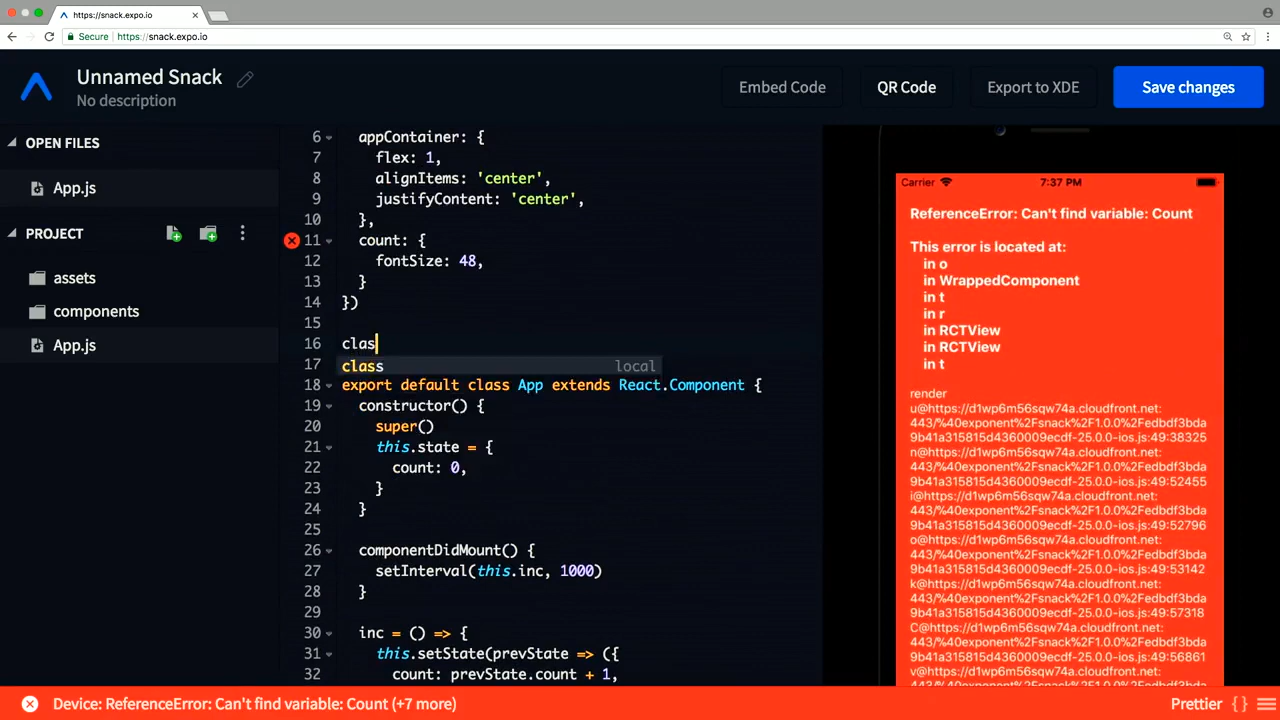 https://snack.expo.io
Secure https://snack.expo.io
Unnamed Snack
No description
Embed Code
QR Code
Export to XDE
Save changes
OPEN FILES
App.js
PROJECT
assets
components
App.js
6 appContainer: {
7 flex: 1,
8 alignItems: 'center',
9 justifyContent: 'center',
10 },
11 count: {
12 fontSize: 48,
13 }
14 })
15
16 clas
17 class local
18 export default class App extends React.Component {
19 constructor() {
20 super()
21 this.state = {
22 count: 0,
23 }
24 }
25
26 componentDidMount() {
27 setInterval(this.inc, 1000)
28 }
29
30 inc = () => {
31 this.setState(prevState => ({
32 count: prevState.count + 1,
Carrier 7:37 PM
ReferenceError: Can't find variable: Count
This error is located at:
in o
in WrappedComponent
in t
in r
in RCTView
in RCTView
in t
render
u@https://d1wp6m56sqw74a.cloudfront.net:
443/%40exponent%2Fsnack%2F1.0.0%2Fedbdf3bda
9b41a315815d4360009ecdf-25.0.0-ios.js:49:38325
n@https://d1wp6m56sqw74a.cloudfront.net:
443/%40exponent%2Fsnack%2F1.0.0%2Fedbdf3bda
9b41a315815d4360009ecdf-25.0.0-ios.js:49:52455
i@https://d1wp6m56sqw74a.cloudfront.net:
443/%40exponent%2Fsnack%2F1.0.0%2Fedbdf3bda
9b41a315815d4360009ecdf-25.0.0-ios.js:49:52796
o@https://d1wp6m56sqw74a.cloudfront.net:
443/%40exponent%2Fsnack%2F1.0.0%2Fedbdf3bda
9b41a315815d4360009ecdf-25.0.0-ios.js:49:53142
k@https://d1wp6m56sqw74a.cloudfront.net:
443/%40exponent%2Fsnack%2F1.0.0%2Fedbdf3bda
9b41a315815d4360009ecdf-25.0.0-ios.js:49:57318
C@https://d1wp6m56sqw74a.cloudfront.net:
443/%40exponent%2Fsnack%2F1.0.0%2Fedbdf3bda
9b41a315815d4360009ecdf-25.0.0-ios.js:49:56861
v@https://d1wp6m56sqw74a.cloudfront.net:
Device: ReferenceError: Can't find variable: Count (+7 more)
Prettier { }